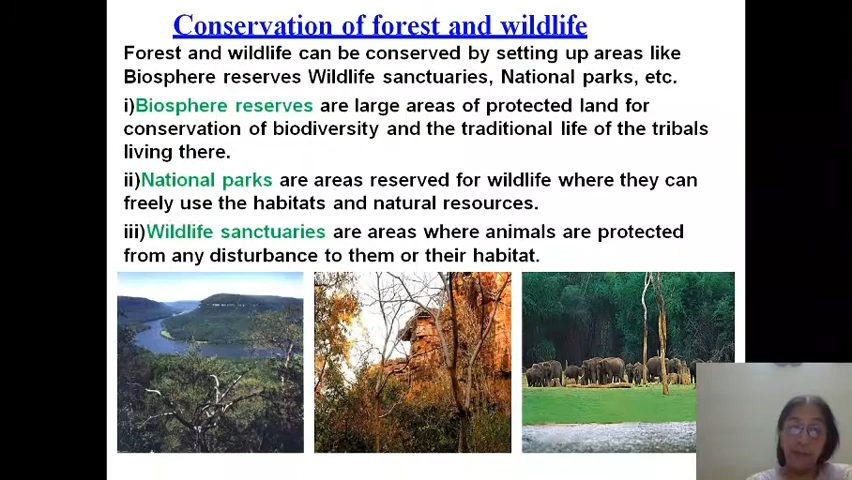 Conservation of forest and wildlife
Forest and wildlife can be conserved by setting up areas like
Biosphere reserves Wildlife sanctuaries, National parks, etc.
i)Biosphere reserves are large areas of protected land for
conservation of biodiversity and the traditional life of the tribals
living there.
ii)National parks are areas reserved for wildlife where they can
freely use the habitats and natural resources.
iii)Wildlife sanctuaries are areas where animals are protected
from any disturbance to them or their habitat.